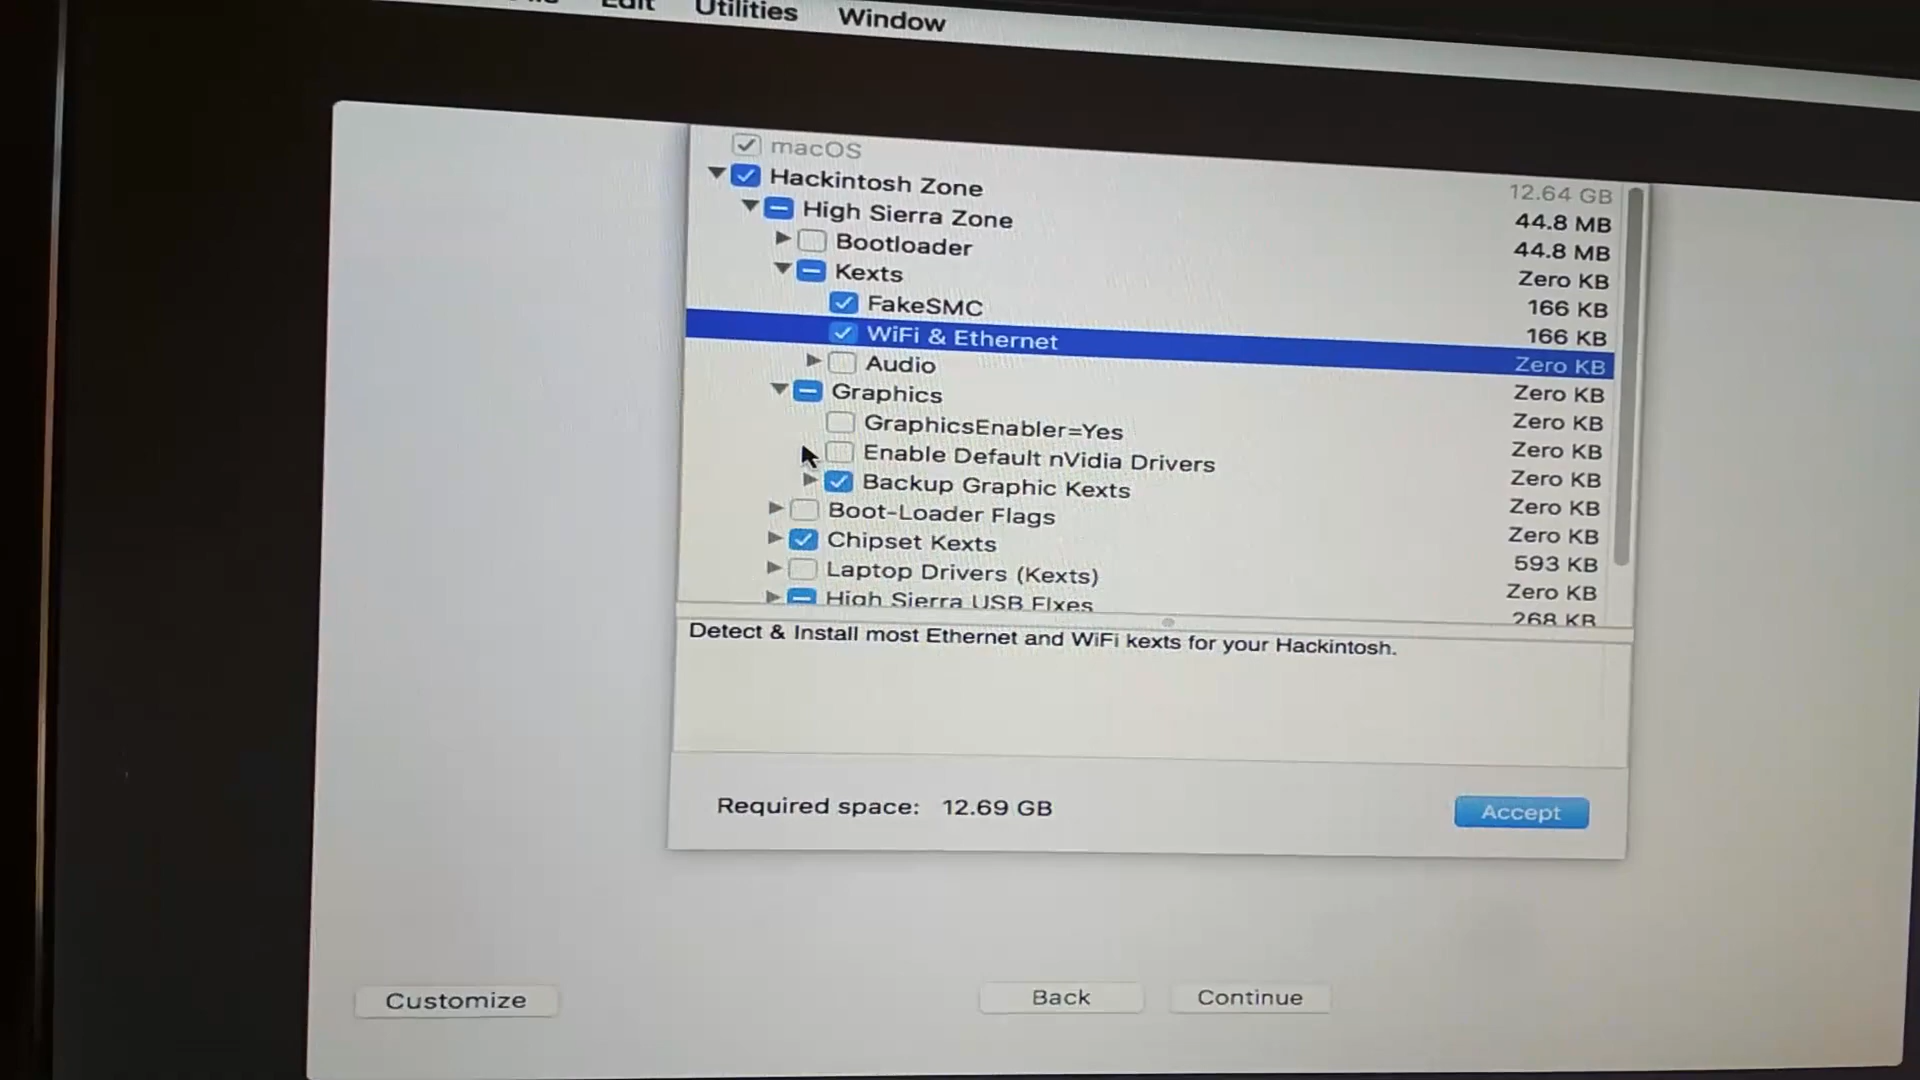 Edit Utilities Window
macOS
Hackintosh Zone 12.64 GB
High Sierra Zone 44.8 MB
Bootloader 44.8 MB
Kexts Zero KB
FakeSMC 166 KB
WiFi & Ethernet 166 KB
Audio Zero KB
Graphics Zero KB
GraphicsEnabler=Yes Zero KB
Enable Default nVidia Drivers Zero KB
Backup Graphic Kexts Zero KB
Boot-Loader Flags Zero KB
Chipset Kexts Zero KB
Laptop Drivers (Kexts) 593 KB
High Sierra USB FIxes Zero KB
268 KB
Detect & Install most Ethernet and WiFi kexts for your Hackintosh.
Required space: 12.69 GB
Accept
Customize Back Continue